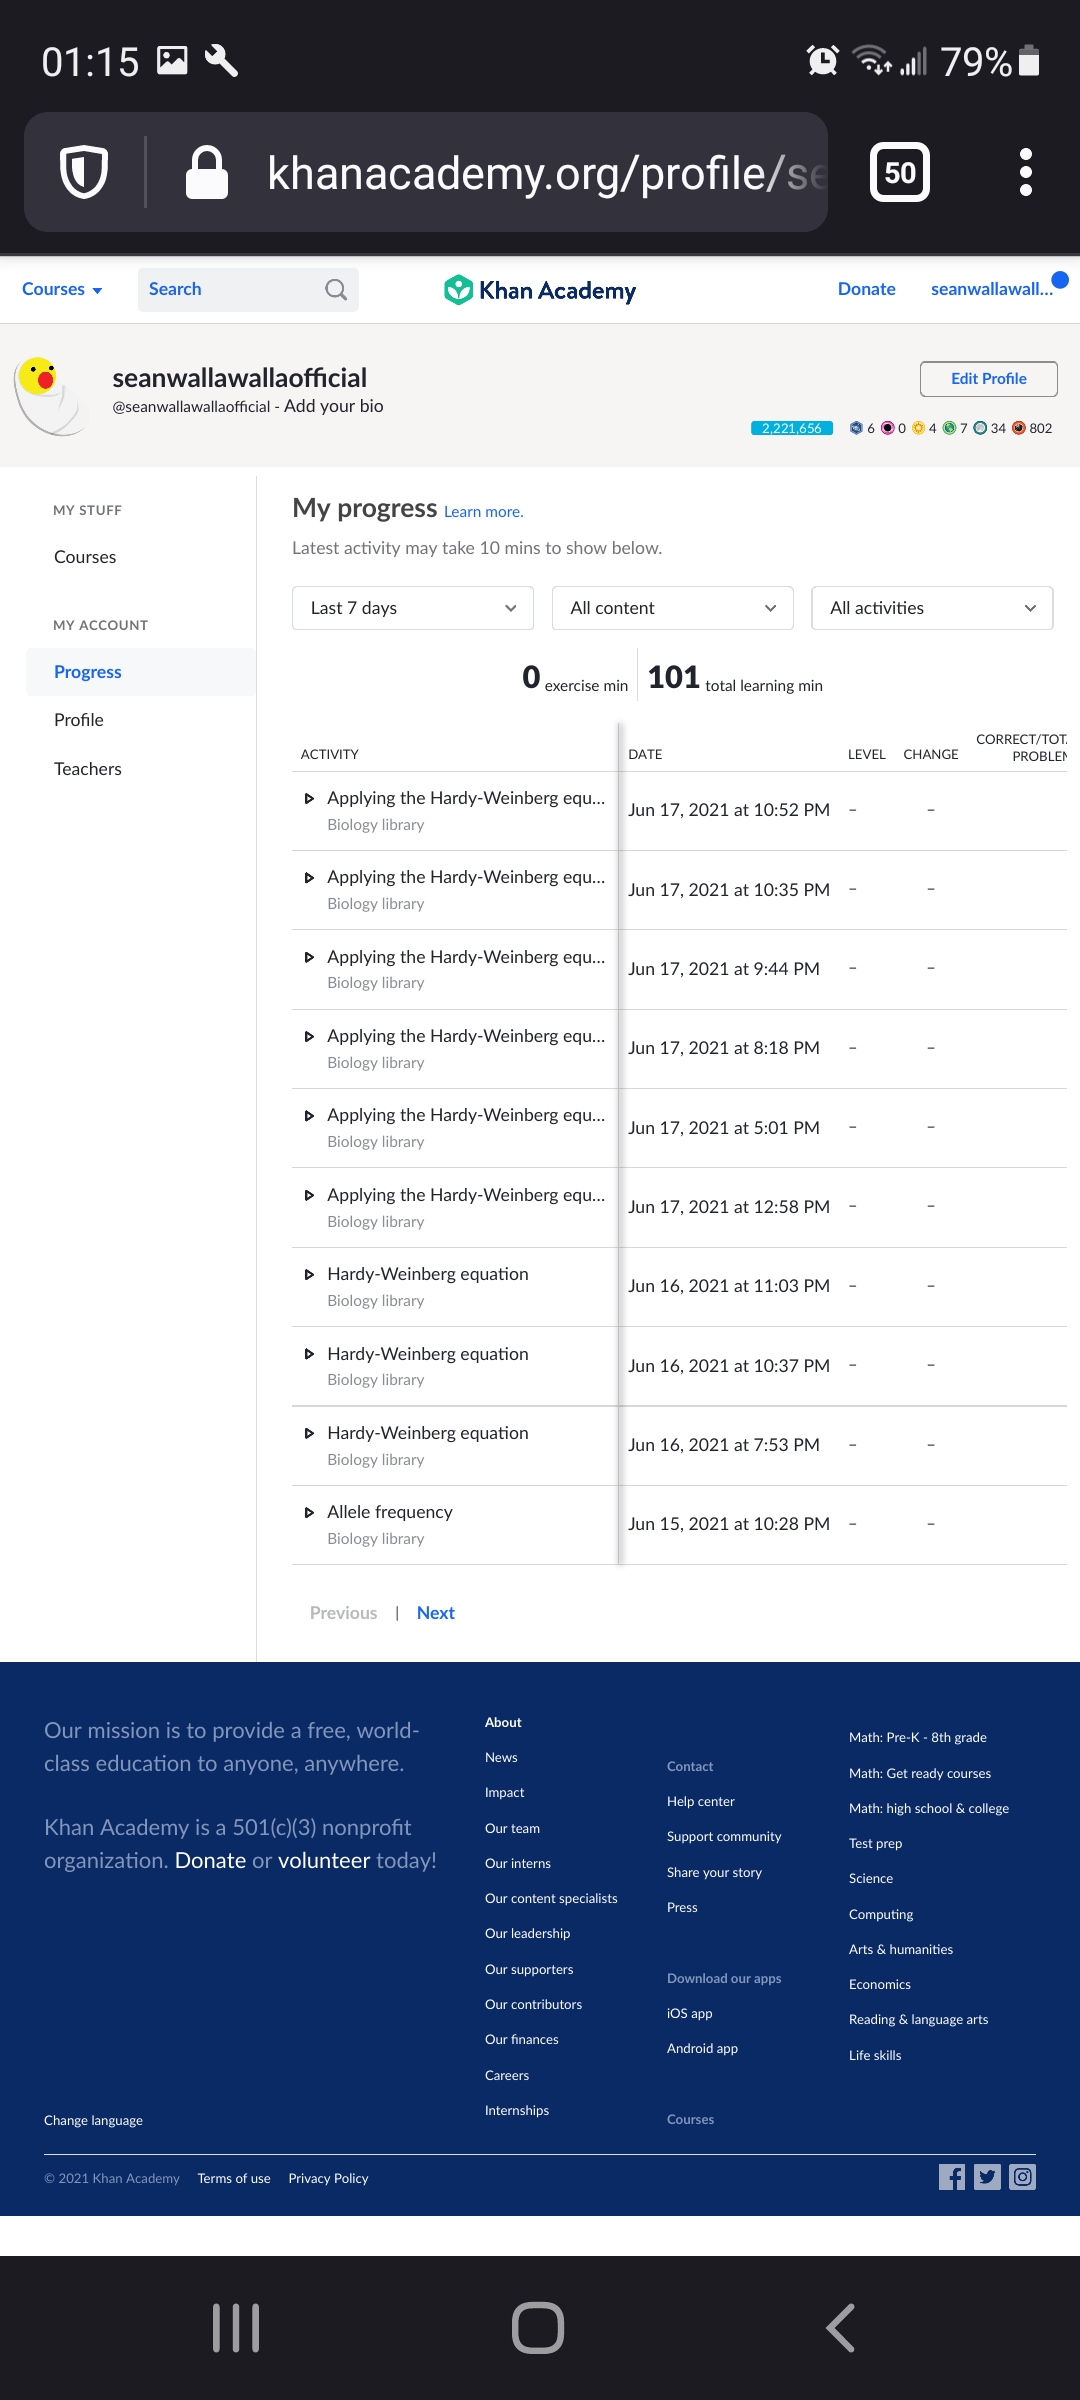 01:15
79%
khanacademy.org/profile/se
50
Courses
Search
Khan Academy
Donate
seanwallawall...
seanwallawallaofficial
@seanwallawallaofficial - Add your bio
Edit Profile
2,221,656 6 0 4 7 34 802
MY STUFF
Courses
MY ACCOUNT
Progress
Profile
Teachers
My progress Learn more.
Latest activity may take 10 mins to show below.
Last 7 days
All content
All activities
0 exercise min
101 total learning min
ACTIVITY DATE LEVEL CHANGE CORRECT/TOTA
PROBLEM
Applying the Hardy-Weinberg equ...
Biology library
Jun 17, 2021 at 10:52 PM – –
Applying the Hardy-Weinberg equ...
Biology library
Jun 17, 2021 at 10:35 PM – –
Applying the Hardy-Weinberg equ...
Biology library
Jun 17, 2021 at 9:44 PM – –
Applying the Hardy-Weinberg equ...
Biology library
Jun 17, 2021 at 8:18 PM – –
Applying the Hardy-Weinberg equ...
Biology library
Jun 17, 2021 at 5:01 PM – –
Applying the Hardy-Weinberg equ...
Biology library
Jun 17, 2021 at 12:58 PM – –
Hardy-Weinberg equation
Biology library
Jun 16, 2021 at 11:03 PM – –
Hardy-Weinberg equation
Biology library
Jun 16, 2021 at 10:37 PM – –
Hardy-Weinberg equation
Biology library
Jun 16, 2021 at 7:53 PM – –
Allele frequency
Biology library
Jun 15, 2021 at 10:28 PM – –
Previous | Next
Our mission is to provide a free, world-
class education to anyone, anywhere.
Khan Academy is a 501(c)(3) nonprofit
organization. Donate or volunteer today!
About
News
Impact
Our team
Our interns
Our content specialists
Our leadership
Our supporters
Our contributors
Our finances
Careers
Internships
Contact
Help center
Support community
Share your story
Press
Download our apps
iOS app
Android app
Courses
Math: Pre-K - 8th grade
Math: Get ready courses
Math: high school & college
Test prep
Science
Computing
Arts & humanities
Economics
Reading & language arts
Life skills
Change language
© 2021 Khan Academy Terms of use Privacy Policy